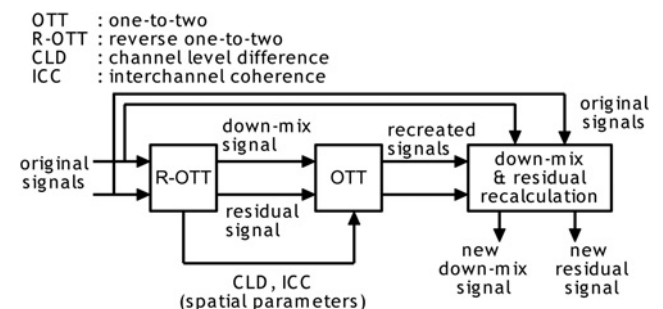 OTT : one-to-two
R-OTT : reverse one-to-two
CLD : channel level difference
ICC : interchannel coherence
original
signals
down-mix
signal
recreated
signals
original
signals
R-OTT
OTT
down-mix
& residual
recalculation
residual
signal
new
down-mix
signal
new
residual
signal
CLD, ICC
(spatial parameters)